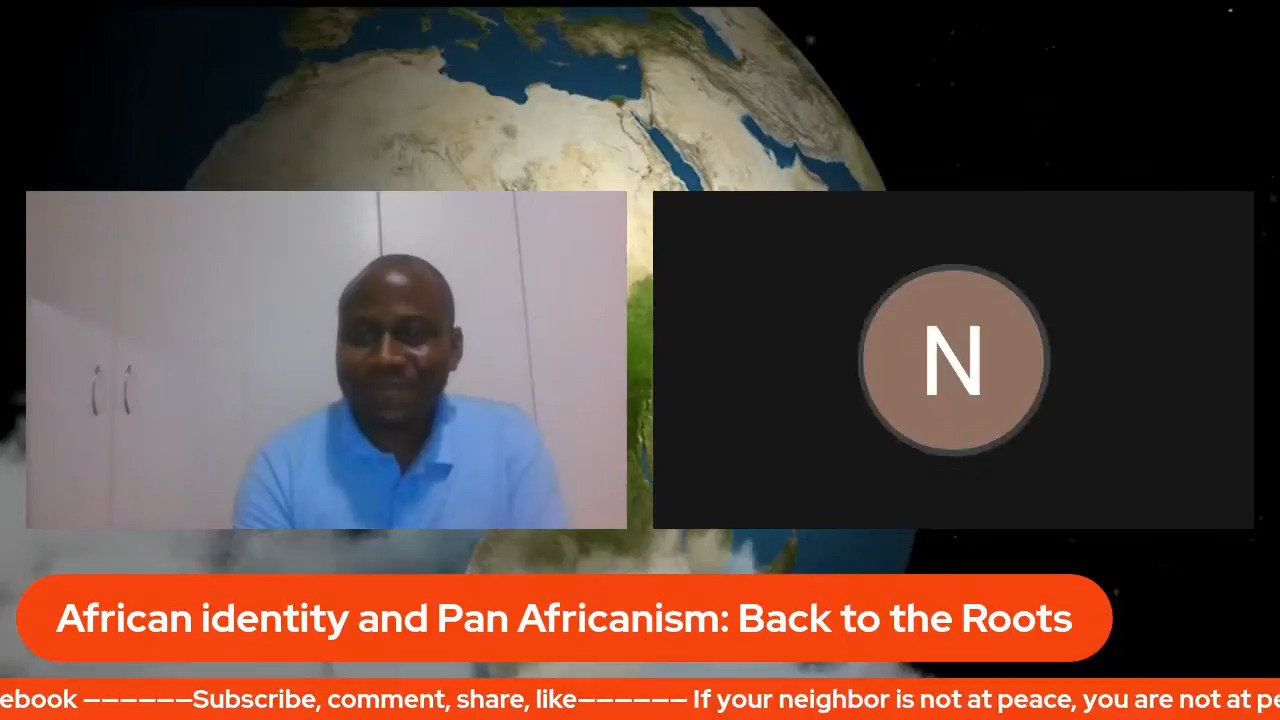 N
African identity and Pan Africanism: Back to the Roots
ebook ––––––Subscribe, comment, share, like–––––– If your neighbor is not at peace, you are not at pe